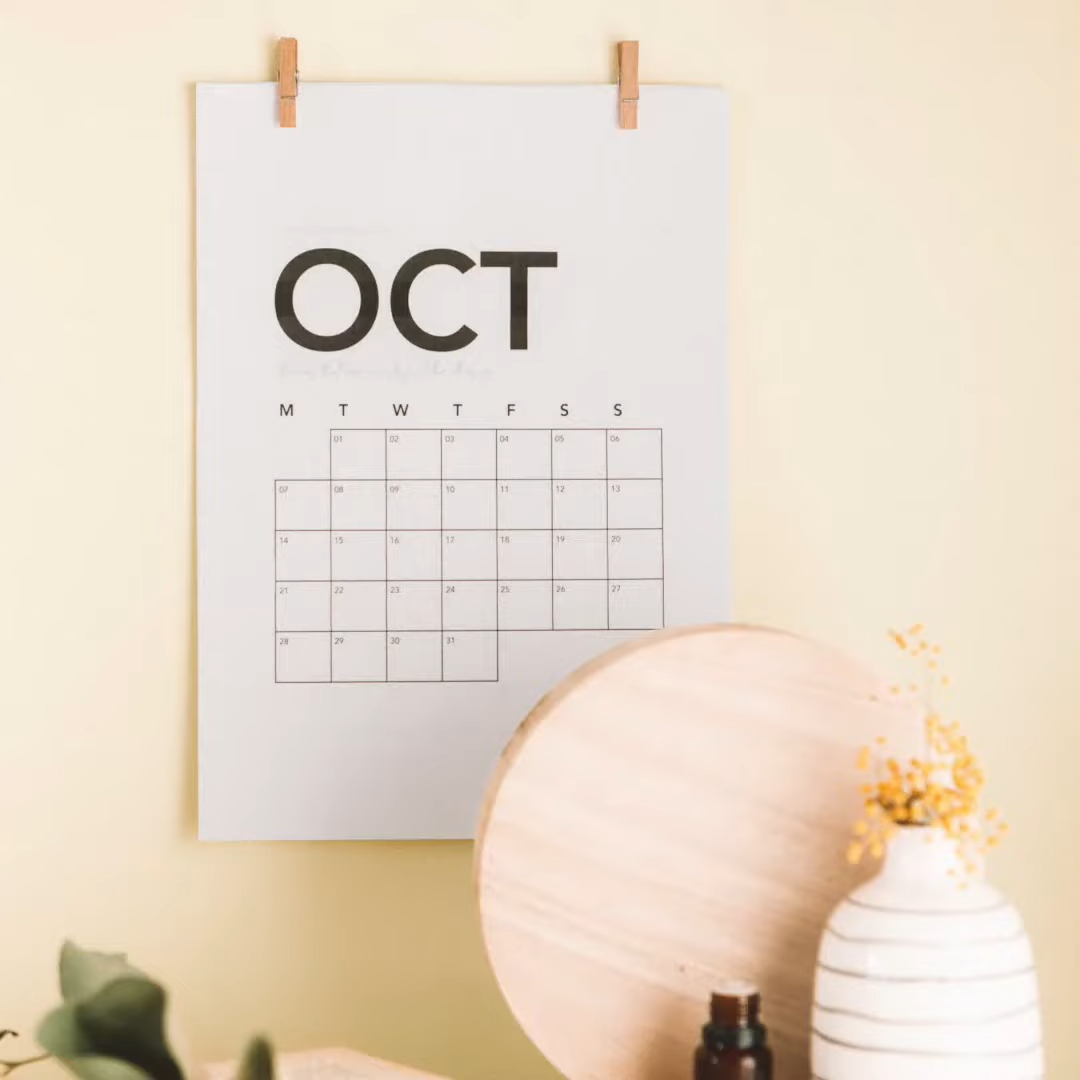 OCT
M T W T F S S
01 02 03 04 05 06
07 08 09 10 11 12 13
14 15 16 17 18 19 20
21 22 23 24 25 26 27
28 29 30 31